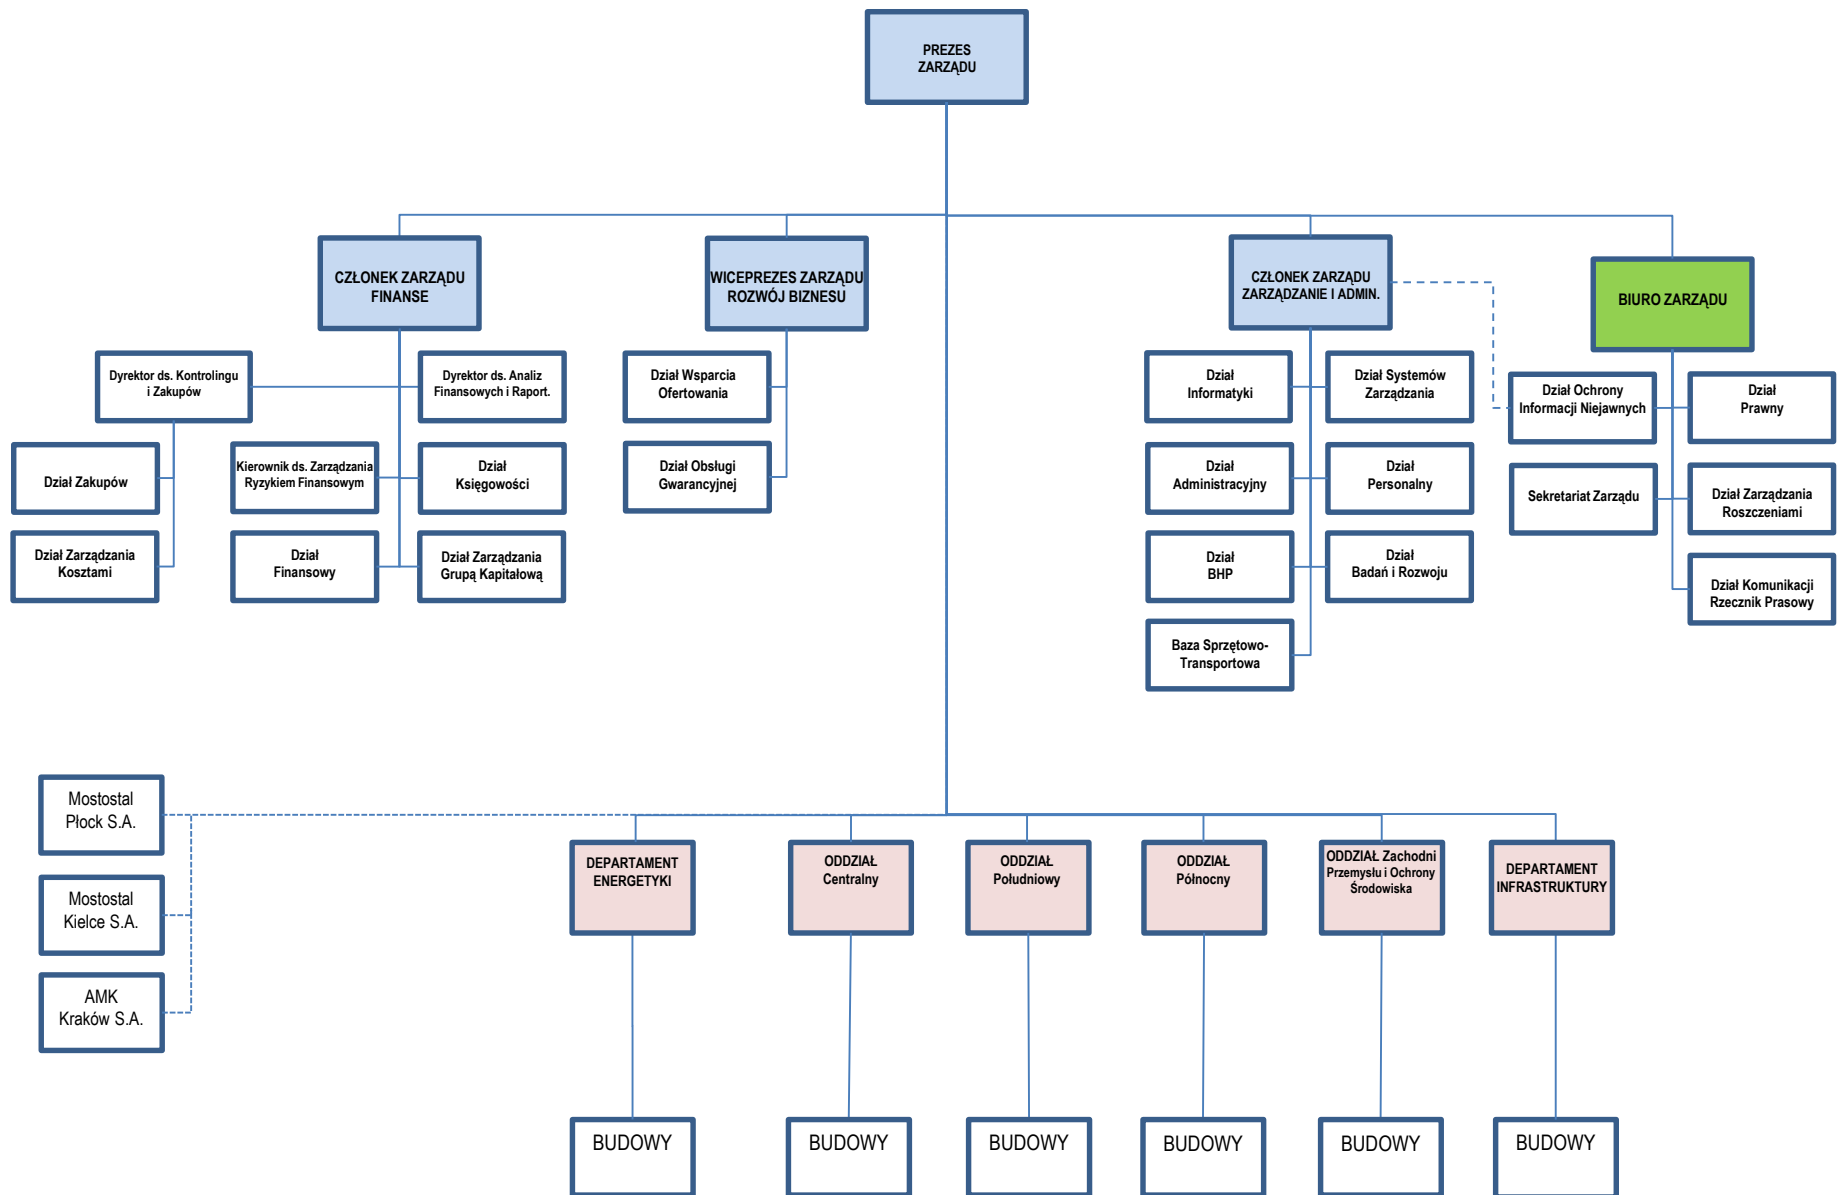 PREZES
ZARZĄDU
CZŁONEK ZARZĄDU
FINANSE
WICEPREZES ZARZĄDU
ROZWÓJ BIZNESU
CZŁONEK ZARZĄDU
ZARZĄDZANIE I ADMIN.
BIURO ZARZĄDU
Dyrektor ds. Kontrolingu
i Zakupów
Dyrektor ds. Analiz
Finansowych i Raport.
Dział Wsparcia
Ofertowania
Dział
Informatyki
Dział Systemów
Zarządzania
Dział Ochrony
Informacji Niejawnych
Dział
Prawny
Dział Zakupów
Kierownik ds. Zarządzania
Ryzykiem Finansowym
Dział
Księgowości
Dział Obsługi
Gwarancyjnej
Dział
Administracyjny
Dział
Personalny
Sekretariat Zarządu
Dział Zarządzania
Roszczeniami
Dział Zarządzania
Kosztami
Dział
Finansowy
Dział Zarządzania
Grupą Kapitałową
Dział
BHP
Dział
Badań i Rozwoju
Dział Komunikacji
Rzecznik Prasowy
Baza Sprzętowo-
Transportowa
Mostostal
Płock S.A.
Mostostal
Kielce S.A.
AMK
Kraków S.A.
DEPARTAMENT
ENERGETYKI
ODDZIAŁ
Centralny
ODDZIAŁ
Południowy
ODDZIAŁ
Północny
ODDZIAŁ Zachodni
Przemysłu i Ochrony
Środowiska
DEPARTAMENT
INFRASTRUKTURY
BUDOWY
BUDOWY
BUDOWY
BUDOWY
BUDOWY
BUDOWY